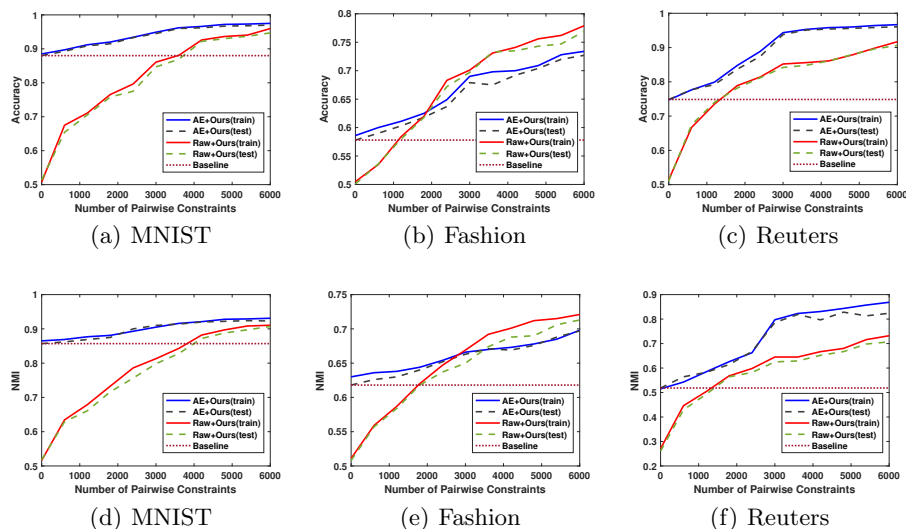 1
0.9
0.8
0.7
0.6
0.5
Accuracy
AE+Ours(train)
AE+Ours(test)
Raw+Ours(train)
Raw+Ours(test)
Baseline
0 1000 2000 3000 4000 5000 6000
Number of Pairwise Constraints
(a) MNIST
0.8
0.75
0.7
0.65
0.6
0.55
0.5
Accuracy
AE+Ours(train)
AE+Ours(test)
Raw+Ours(train)
Raw+Ours(test)
Baseline
0 1000 2000 3000 4000 5000 6000
Number of Pairwise Constraints
(b) Fashion
1
0.9
0.8
0.7
0.6
0.5
Accuracy
AE+Ours(train)
AE+Ours(test)
Raw+Ours(train)
Raw+Ours(test)
Baseline
0 1000 2000 3000 4000 5000 6000
Number of Pairwise Constraints
(c) Reuters
1
0.9
0.8
0.7
0.6
0.5
NMI
AE+Ours(train)
AE+Ours(test)
Raw+Ours(train)
Raw+Ours(test)
Baseline
0 1000 2000 3000 4000 5000 6000
Number of Pairwise Constraints
(d) MNIST
0.75
0.7
0.65
0.6
0.55
0.5
NMI
AE+Ours(train)
AE+Ours(test)
Raw+Ours(train)
Raw+Ours(test)
Baseline
0 1000 2000 3000 4000 5000 6000
Number of Pairwise Constraints
(e) Fashion
0.9
0.8
0.7
0.6
0.5
0.4
0.3
0.2
NMI
AE+Ours(train)
AE+Ours(test)
Raw+Ours(train)
Raw+Ours(test)
Baseline
0 1000 2000 3000 4000 5000 6000
Number of Pairwise Constraints
(f) Reuters